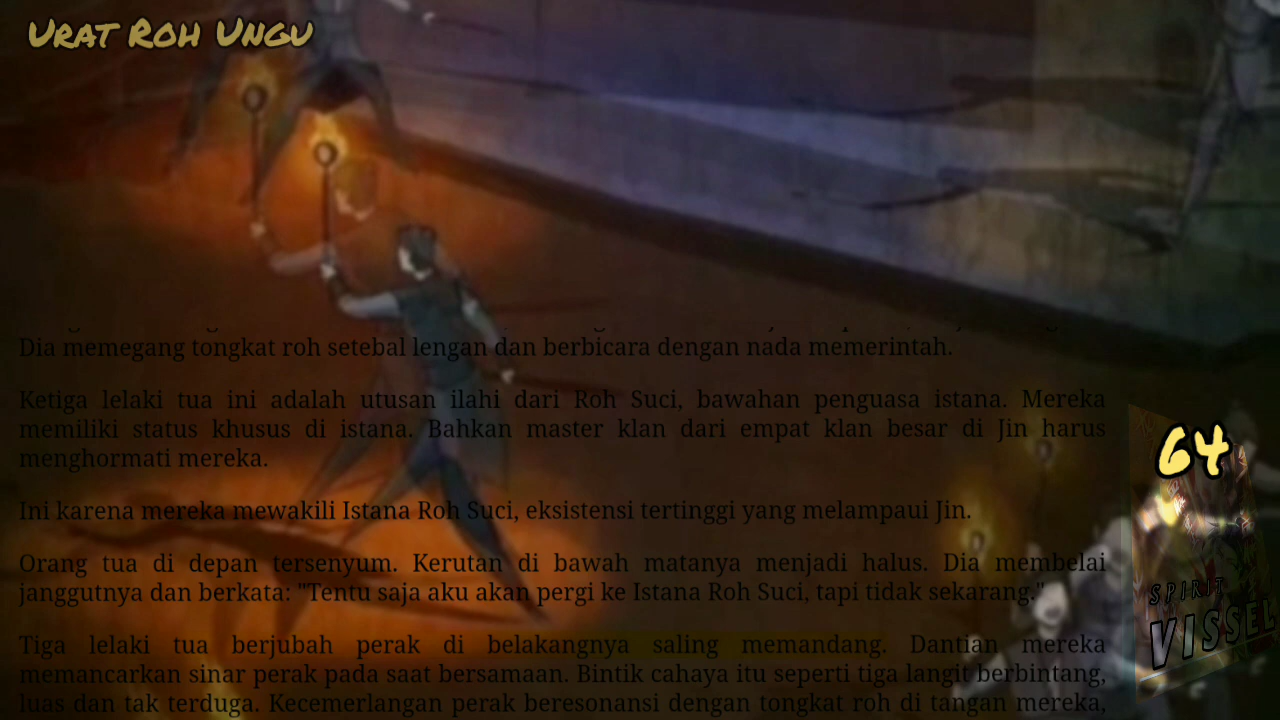 Urat Roh Ungu
Dia memegang tongkat roh setebal lengan dan berbicara dengan nada memerintah.
Ketiga lelaki tua ini adalah utusan ilahi dari Roh Suci, bawahan penguasa istana. Mereka
memiliki status khusus di istana. Bahkan master klan dari empat klan besar di Jin harus
menghormati mereka.
Ini karena mereka mewakili Istana Roh Suci, eksistensi tertinggi yang melampaui Jin.
Orang tua di depan tersenyum. Kerutan di bawah matanya menjadi halus. Dia membelai
janggutnya dan berkata: "Tentu saja aku akan pergi ke Istana Roh Suci, tapi tidak sekarang."
Tiga lelaki tua berjubah perak di belakangnya saling memandang. Dantian mereka
memancarkan sinar perak pada saat bersamaan. Bintik cahaya itu seperti tiga langit berbintang,
luas dan tak terduga. Kecemerlangan perak beresonansi dengan tongkat roh di tangan mereka,
64
SPIRIT
VISSEL